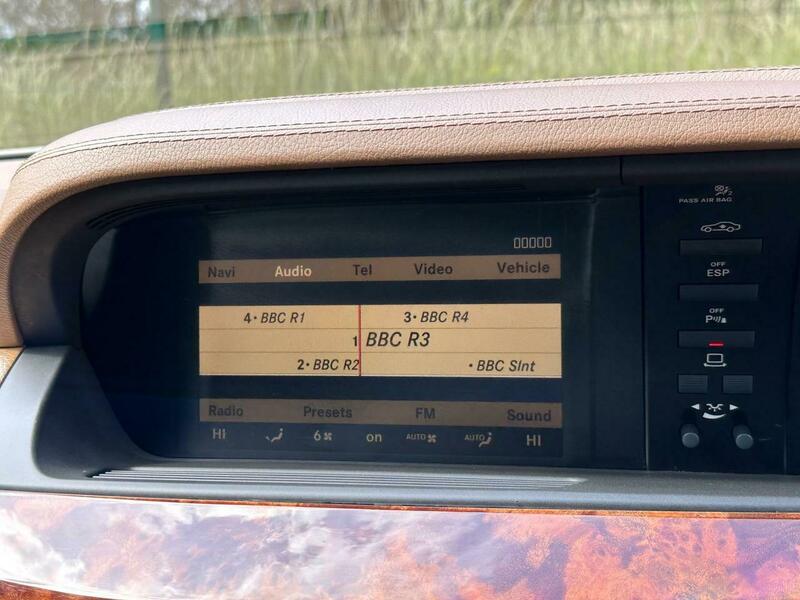 PASS AIR BAG
Navi Audio Tel Video Vehicle
OFF
ESP
4• BBC R1 3• BBC R4
1 BBC R3
2• BBC R2 • BBC Slnt
OFF
P
Radio Presets FM Sound
HI 6 on AUTO AUTO HI